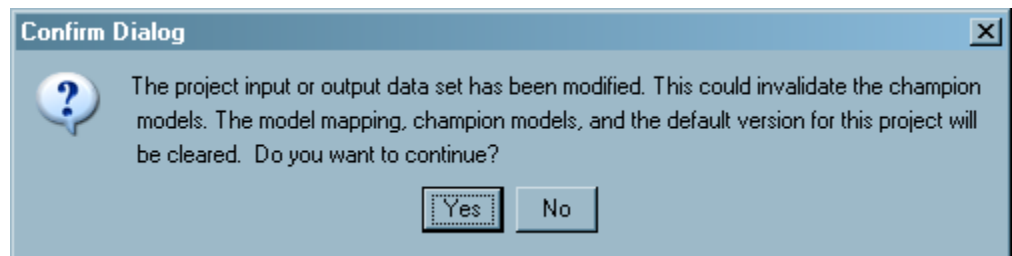 Confirm Dialog
The project input or output data set has been modified. This could invalidate the champion
models. The model mapping, champion models, and the default version for this project will
be cleared.  Do you want to continue?
Yes No